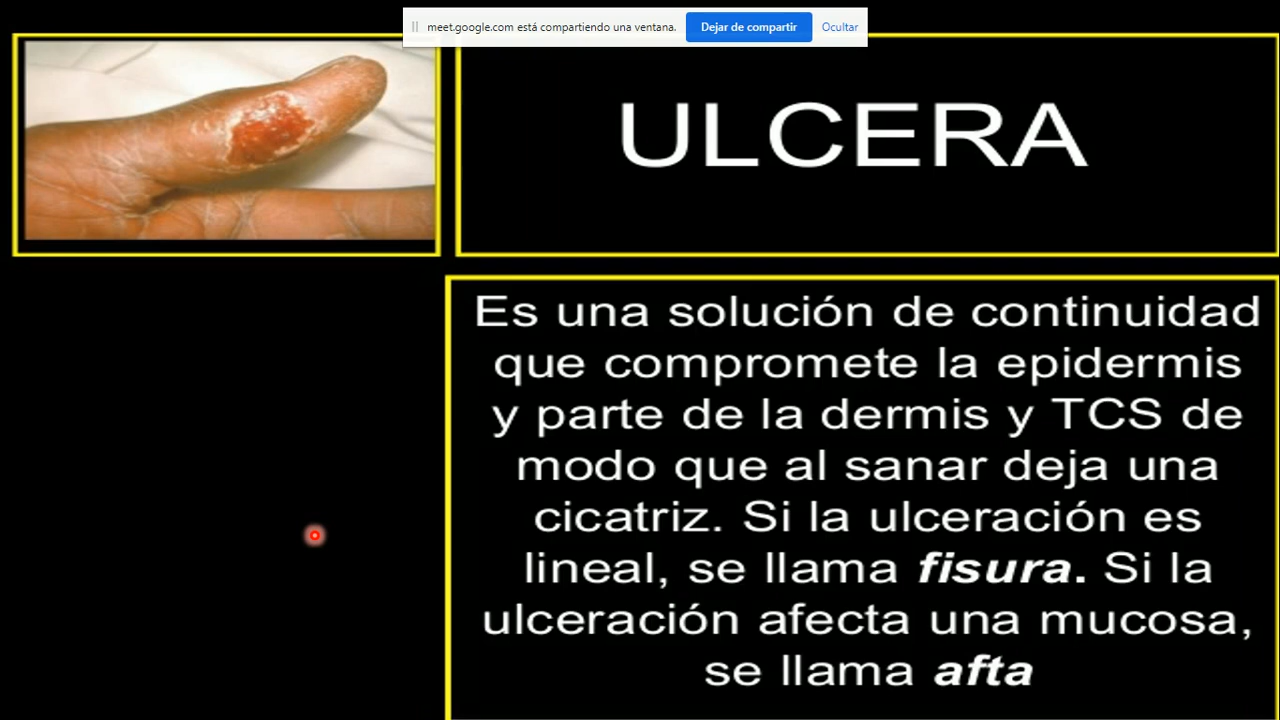 meet.google.com está compartiendo una ventana. Dejar de compartir Ocultar
ULCERA
Es una solución de continuidad
que compromete la epidermis
y parte de la dermis y TCS de
modo que al sanar deja una
cicatriz. Si la ulceración es
lineal, se llama fisura. Si la
ulceración afecta una mucosa,
se llama afta